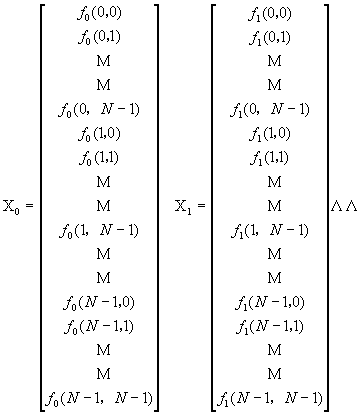 f₀(0,0) f₁(0,0)
f₀(0,1) f₁(0,1)
M M
M M
f₀(0, N−1) f₁(0, N−1)
f₀(1,0) f₁(1,0)
f₀(1,1) f₁(1,1)
M M
X₀ = M X₁ = M Λ Λ
f₀(1, N−1) f₁(1, N−1)
M M
M M
f₀(N−1,0) f₁(N−1,0)
f₀(N−1,1) f₁(N−1,1)
M M
M M
f₀(N−1, N−1) f₁(N−1, N−1)